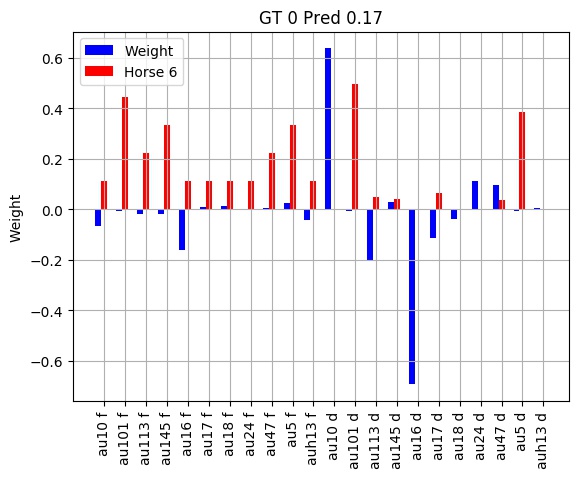 GT 0 Pred 0.17
Weight
Horse 6
Weight
0.6
0.4
0.2
0.0
−0.2
−0.4
−0.6
au10 f
au101 f
au113 f
au145 f
au16 f
au17 f
au18 f
au24 f
au47 f
au5 f
auh13 f
au10 d
au101 d
au113 d
au145 d
au16 d
au17 d
au18 d
au24 d
au47 d
au5 d
auh13 d